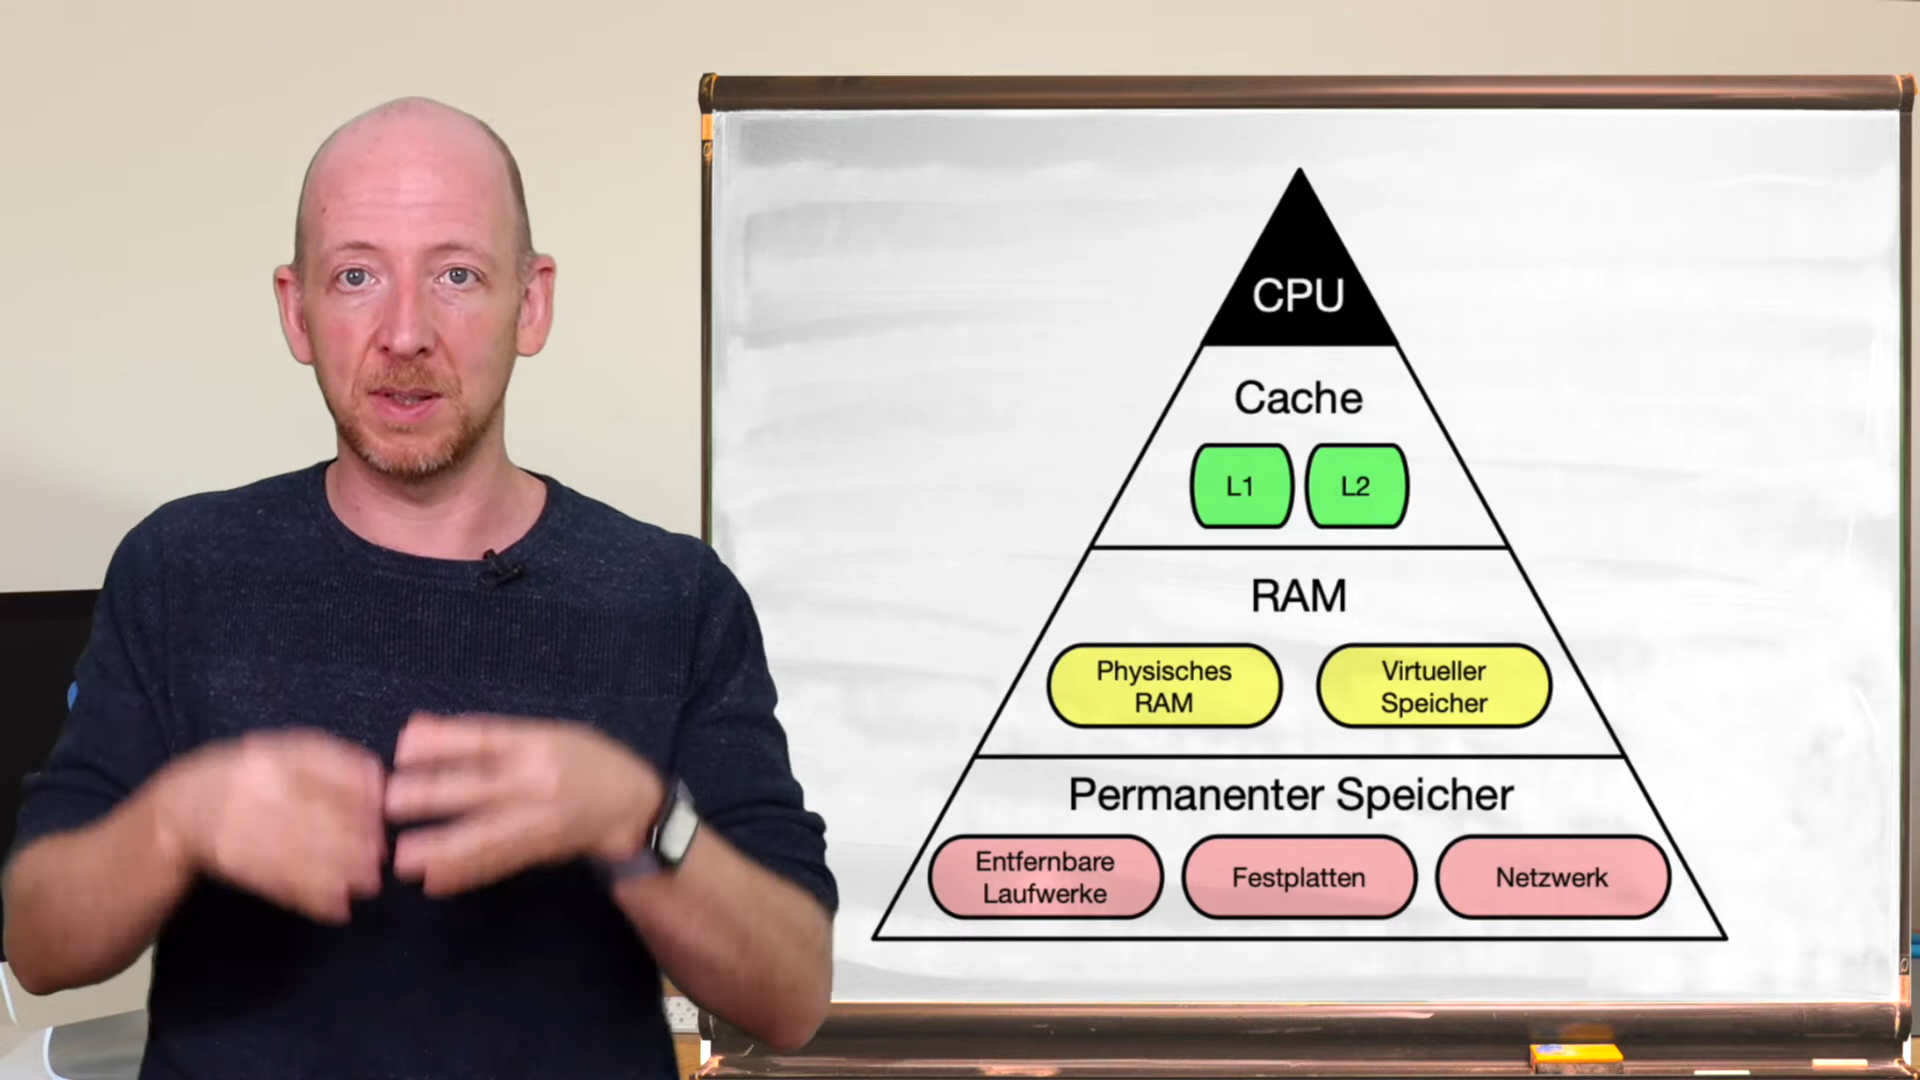 CPU
Cache
L1 L2
RAM
Physisches
RAM
Virtueller
Speicher
Permanenter Speicher
Entfernbare
Laufwerke
Festplatten
Netzwerk